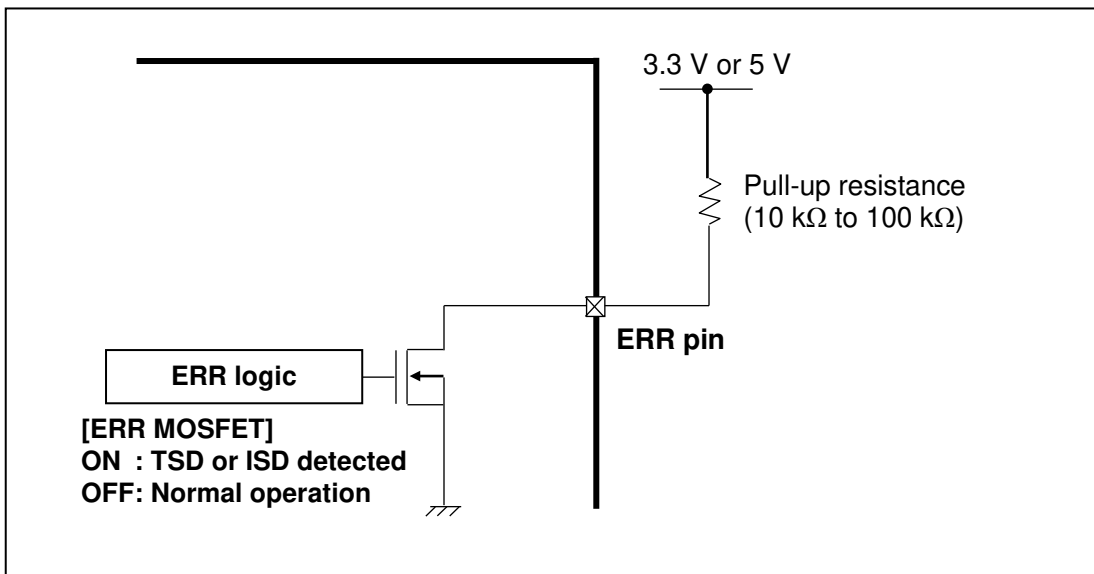 3.3 V or 5 V
Pull-up resistance
(10 kΩ to 100 kΩ)
ERR pin
ERR logic
[ERR MOSFET]
ON : TSD or ISD detected
OFF: Normal operation